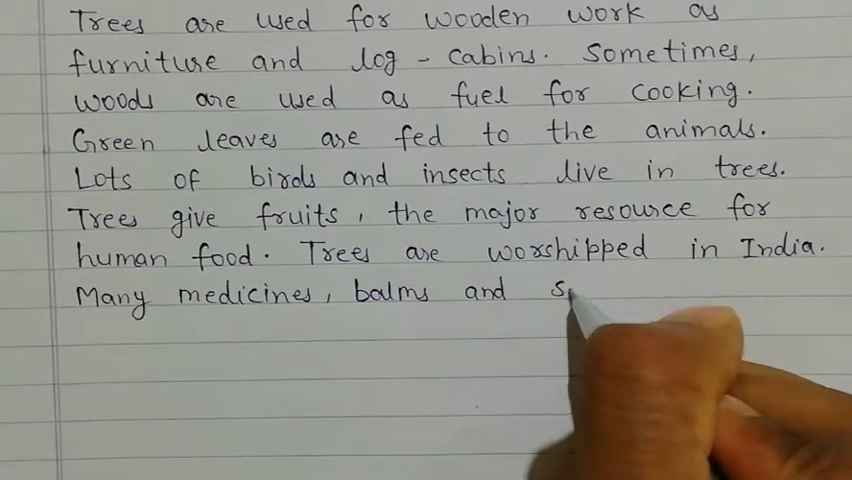 Trees are used for wooden work as
furniture and log - cabins. Sometimes,
woods are used as fuel for cooking.
Green leaves are fed to the animals.
Lots of birds and insects live in trees.
Trees give fruits, the major resource for
human food. Trees are worshipped in India.
Many medicines, balms and s